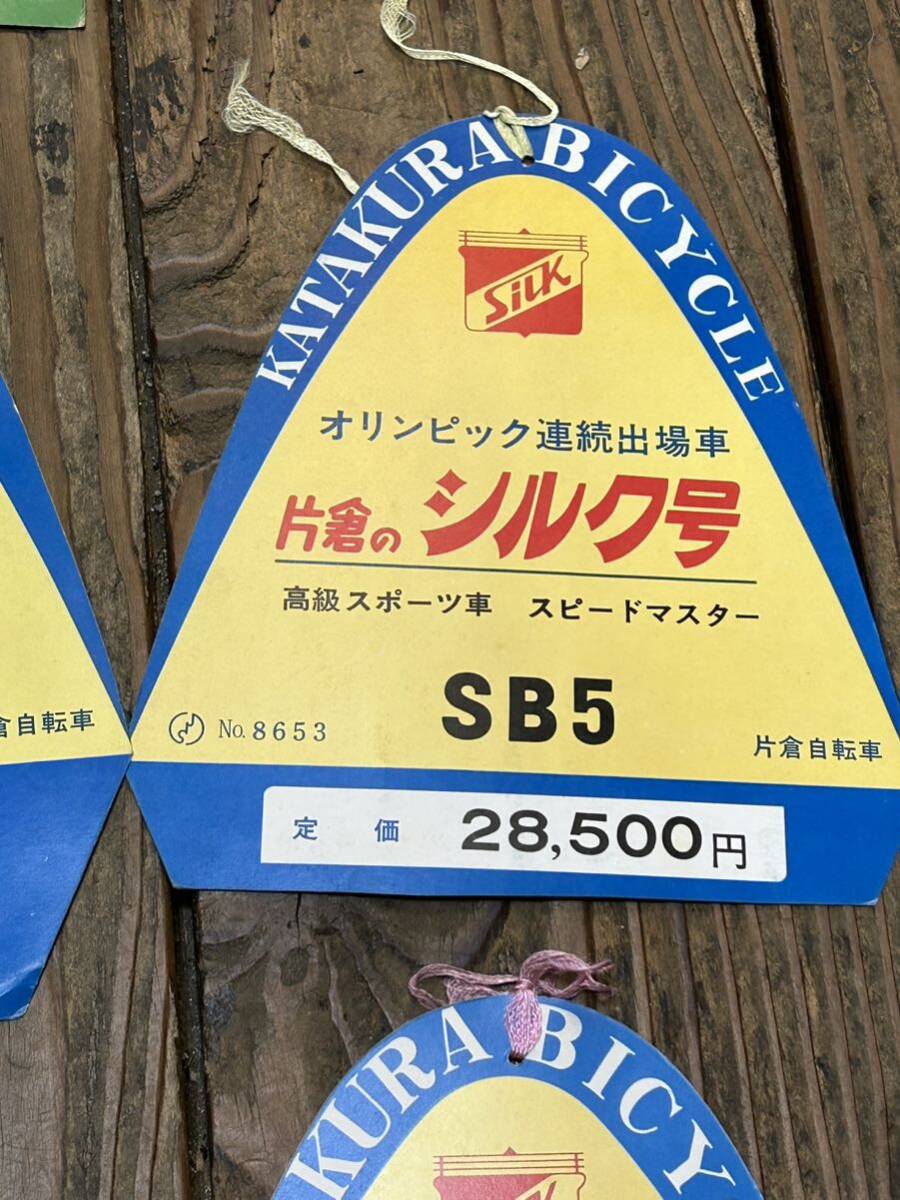 KATAKURA BICYCLE
SiLK
オリンピック連続出場車
片倉の シルク号
高級スポーツ車 スピードマスター
SB5
No. 8653
片倉自転車
定 価 28,500円
倉自転車
KURA BICY
SiLK